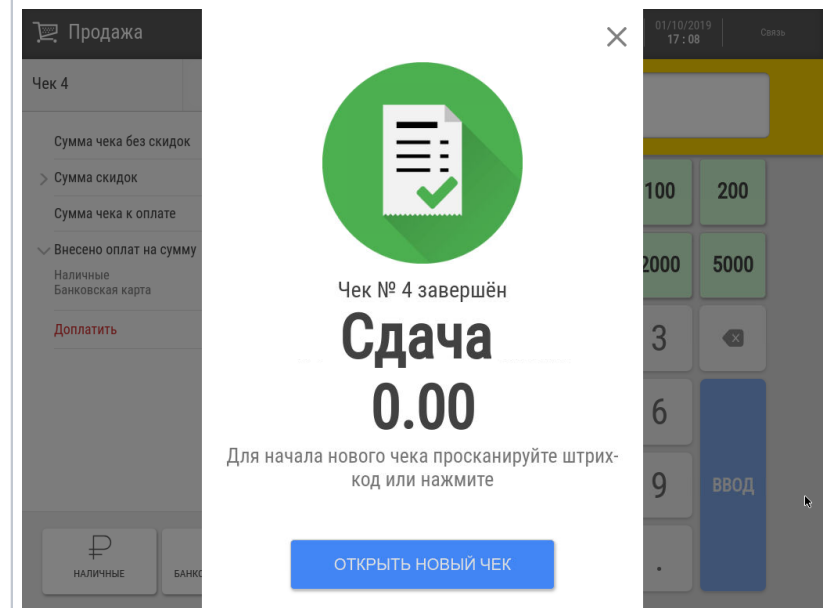 Продажа
01/10/2019
17 : 08
Связь
Чек 4
Сумма чека без скидок
Сумма скидок
Сумма чека к оплате
Внесено оплат на сумму
Наличные
Банковская карта
Доплатить
Чек № 4 завершён
Сдача
0.00
Для начала нового чека просканируйте штрих-
код или нажмите
ОТКРЫТЬ НОВЫЙ ЧЕК
100 200
2000 5000
3
6
9 ВВОД
.
НАЛИЧНЫЕ